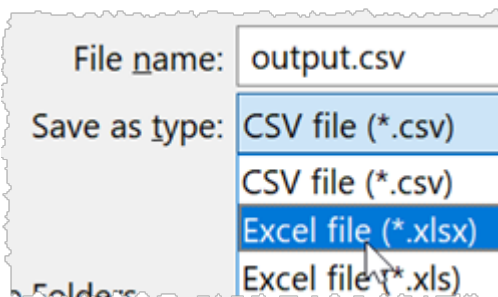 File name: output.csv
Save as type: CSV file (*.csv)
CSV file (*.csv)
Excel file (*.xlsx)
Excel file (*.xls)
Folders